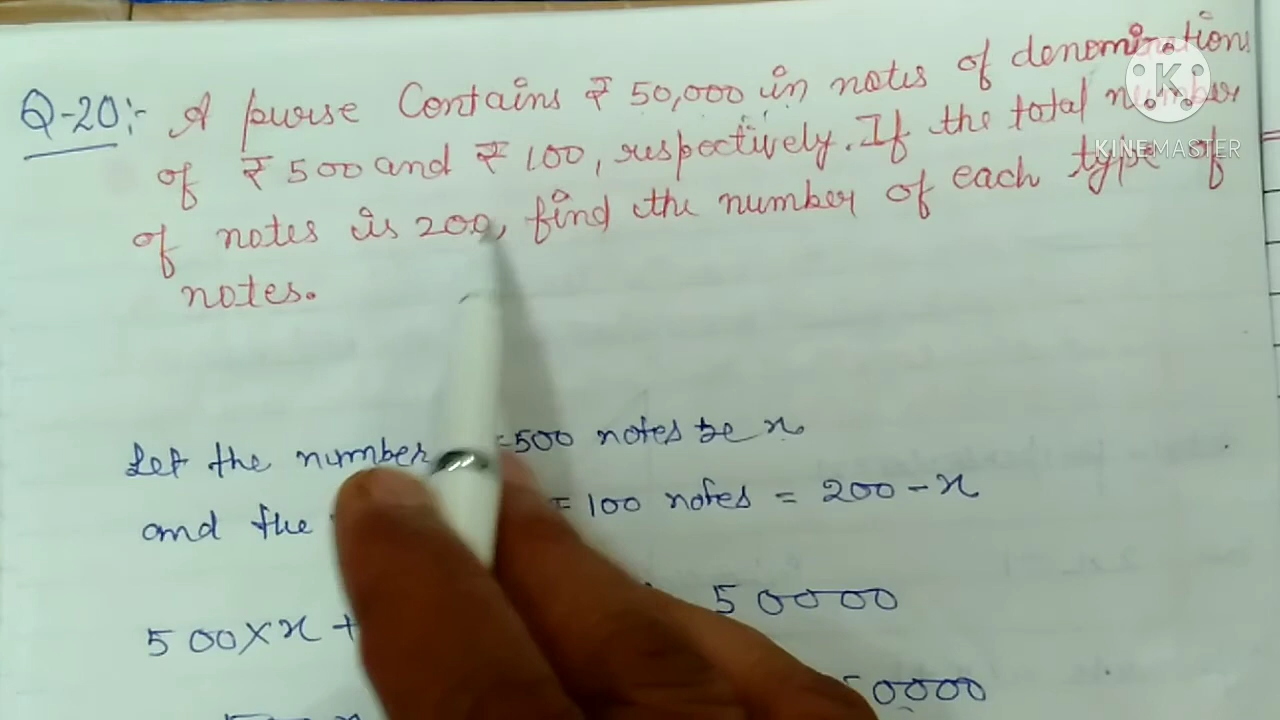 Q-20:- A purse Contains ₹ 50,000 in notes of denominations
of ₹ 500 and ₹ 100, respectively. If the total number
of notes is 200, find the number of each type of
notes.
KINEMASTER
Let the number 500 notes be x
and the 100 notes = 200 - x
500 × x + 50000
50000